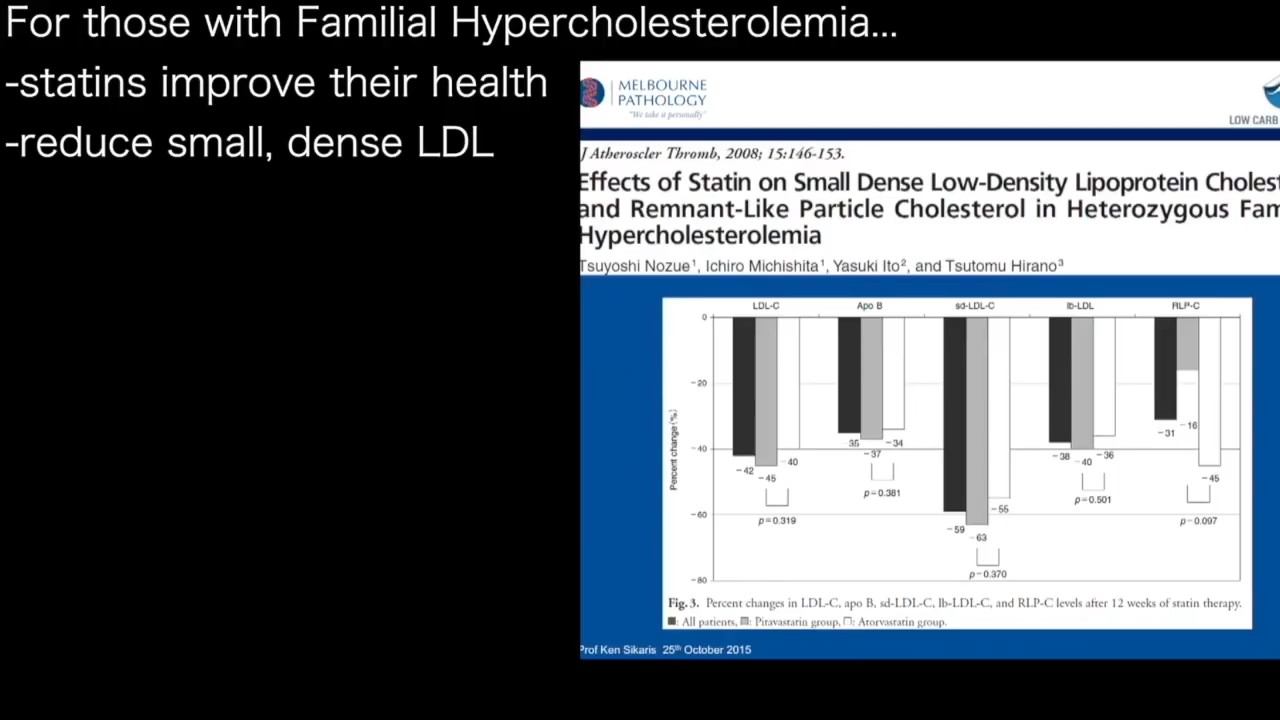 For those with Familial Hypercholesterolemia...
-statins improve their health
-reduce small, dense LDL
MELBOURNE
PATHOLOGY
"We take it personally"
LOW CARB
J Atheroscler Thromb, 2008; 15:146-153.
Effects of Statin on Small Dense Low-Density Lipoprotein Cholest
and Remnant-Like Particle Cholesterol in Heterozygous Fam
Hypercholesterolemia
Tsuyoshi Nozue¹, Ichiro Michishita¹, Yasuki Ito², and Tsutomu Hirano³
LDL-C Apo B sd-LDL-C lb-LDL RLP-C
0
-20
-40
-60
-80
Percent change (%)
-42 -45 -40
p=0.319
35 -37 -34
p=0.381
-59 -63 -55
p-0.370
-38 -40 -36
p=0.501
-31 -16 -45
p-0.097
Fig. 3. Percent changes in LDL-C, apo B, sd-LDL-C, lb-LDL-C, and RLP-C levels after 12 weeks of statin therapy.
: All patients, : Pitavastatin group, : Atorvastatin group.
Prof Ken Sikaris 25th October 2015